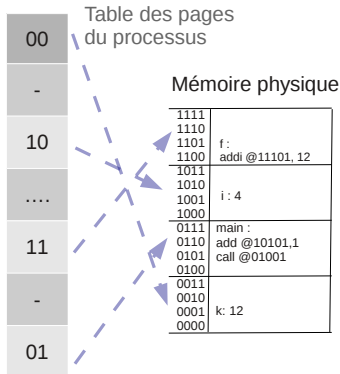 Table des pages
du processus
00
-
10
....
11
-
01
Mémoire physique
1111
1110
1101 f :
1100 addi @11101, 12
1011
1010
1001 i : 4
1000
0111 main :
0110 add @10101,1
0101 call @01001
0100
0011
0010
0001 k: 12
0000